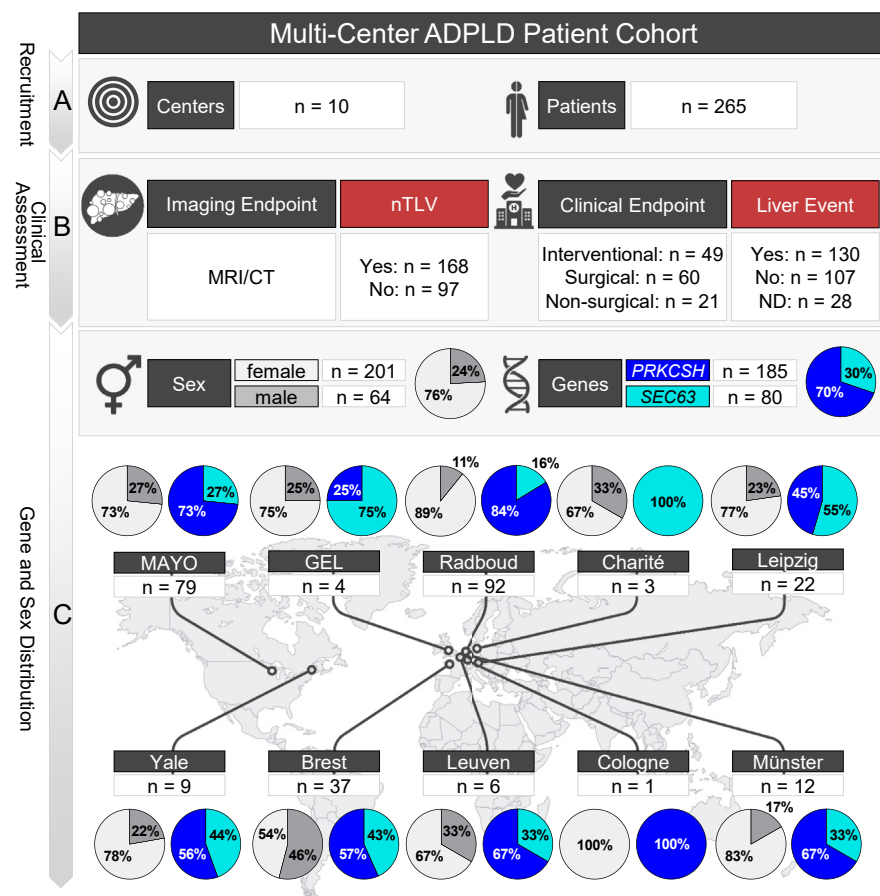 Multi-Center ADPLD Patient Cohort
Recruitment
A
Centers
n = 10
Patients
n = 265
Clinical
Assessment
B
Imaging Endpoint
nTLV
MRI/CT
Yes: n = 168
No: n = 97
H
Clinical Endpoint
Liver Event
Interventional: n = 49
Surgical: n = 60
Non-surgical: n = 21
Yes: n = 130
No: n = 107
ND: n = 28
Gene and Sex Distribution
C
Sex
female
n = 201
male
n = 64
24%
76%
Genes
PRKCSH
n = 185
SEC63
n = 80
30%
70%
27%
73%
27%
73%
25%
75%
25%
75%
11%
89%
16%
84%
33%
67%
100%
23%
77%
45%
55%
MAYO
n = 79
GEL
n = 4
Radboud
n = 92
Charité
n = 3
Leipzig
n = 22
Yale
n = 9
Brest
n = 37
Leuven
n = 6
Cologne
n = 1
Münster
n = 12
22%
78%
44%
56%
54%
46%
43%
57%
33%
67%
33%
67%
100%
100%
17%
83%
33%
67%